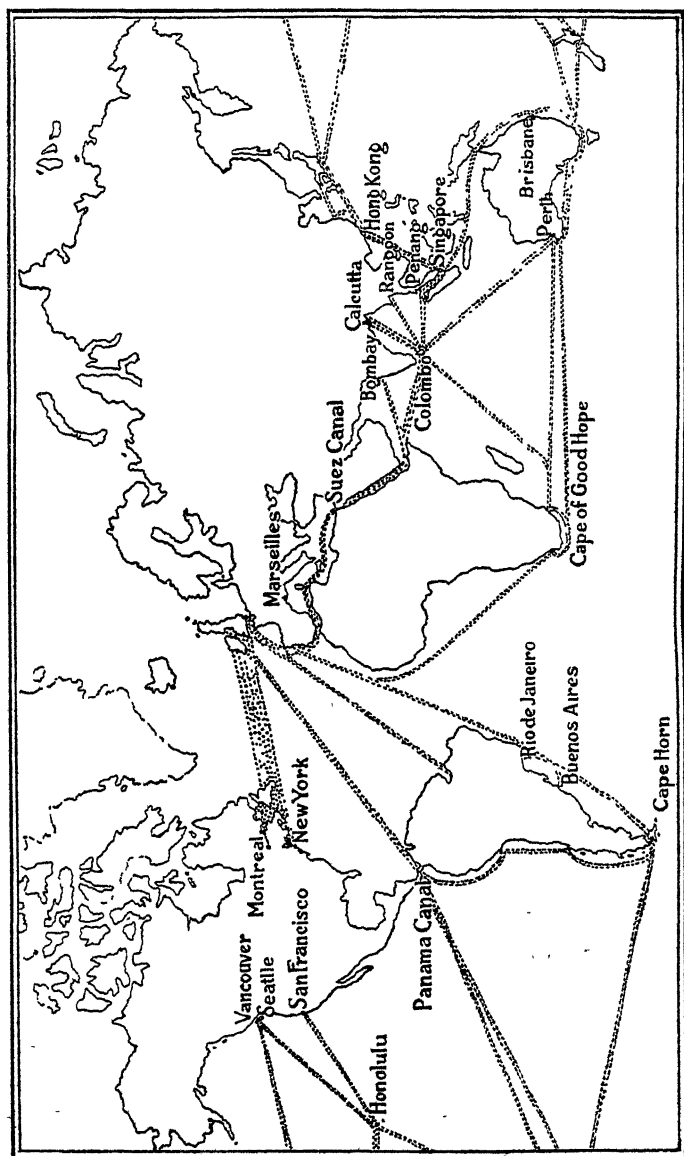 Vancouver
Seattle
San Francisco
Honolulu
Montreal
New York
Panama Canal
Rio de Janeiro
Buenos Aires
Cape Horn
Marseilles
Suez Canal
Cape of Good Hope
Bombay
Calcutta
Colombo
Rangoon
Penang
Singapore
Hong Kong
Perth
Brisbane